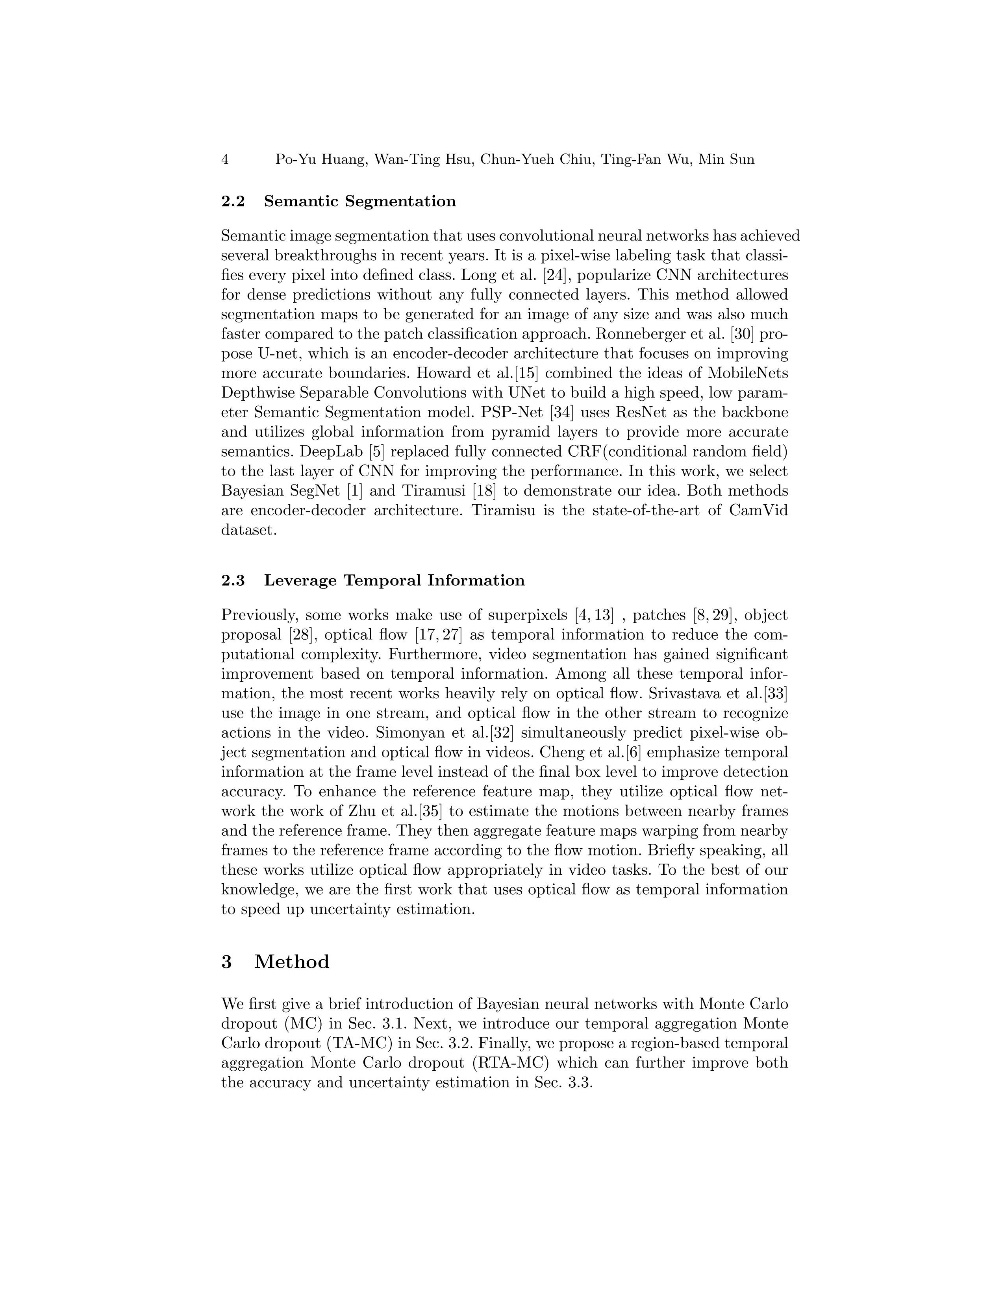 4 Po-Yu Huang, Wan-Ting Hsu, Chun-Yueh Chiu, Ting-Fan Wu, Min Sun
2.2 Semantic Segmentation
Semantic image segmentation that uses convolutional neural networks has achieved
several breakthroughs in recent years. It is a pixel-wise labeling task that classi-
fies every pixel into defined class. Long et al. [24], popularize CNN architectures
for dense predictions without any fully connected layers. This method allowed
segmentation maps to be generated for an image of any size and was also much
faster compared to the patch classification approach. Ronneberger et al. [30] pro-
pose U-net, which is an encoder-decoder architecture that focuses on improving
more accurate boundaries. Howard et al.[15] combined the ideas of MobileNets
Depthwise Separable Convolutions with UNet to build a high speed, low param-
eter Semantic Segmentation model. PSP-Net [34] uses ResNet as the backbone
and utilizes global information from pyramid layers to provide more accurate
semantics. DeepLab [5] replaced fully connected CRF(conditional random field)
to the last layer of CNN for improving the performance. In this work, we select
Bayesian SegNet [1] and Tiramusi [18] to demonstrate our idea. Both methods
are encoder-decoder architecture. Tiramisu is the state-of-the-art of CamVid
dataset.
2.3 Leverage Temporal Information
Previously, some works make use of superpixels [4, 13] , patches [8, 29], object
proposal [28], optical flow [17, 27] as temporal information to reduce the com-
putational complexity. Furthermore, video segmentation has gained significant
improvement based on temporal information. Among all these temporal infor-
mation, the most recent works heavily rely on optical flow. Srivastava et al.[33]
use the image in one stream, and optical flow in the other stream to recognize
actions in the video. Simonyan et al.[32] simultaneously predict pixel-wise ob-
ject segmentation and optical flow in videos. Cheng et al.[6] emphasize temporal
information at the frame level instead of the final box level to improve detection
accuracy. To enhance the reference feature map, they utilize optical flow net-
work the work of Zhu et al.[35] to estimate the motions between nearby frames
and the reference frame. They then aggregate feature maps warping from nearby
frames to the reference frame according to the flow motion. Briefly speaking, all
these works utilize optical flow appropriately in video tasks. To the best of our
knowledge, we are the first work that uses optical flow as temporal information
to speed up uncertainty estimation.
3 Method
We first give a brief introduction of Bayesian neural networks with Monte Carlo
dropout (MC) in Sec. 3.1. Next, we introduce our temporal aggregation Monte
Carlo dropout (TA-MC) in Sec. 3.2. Finally, we propose a region-based temporal
aggregation Monte Carlo dropout (RTA-MC) which can further improve both
the accuracy and uncertainty estimation in Sec. 3.3.